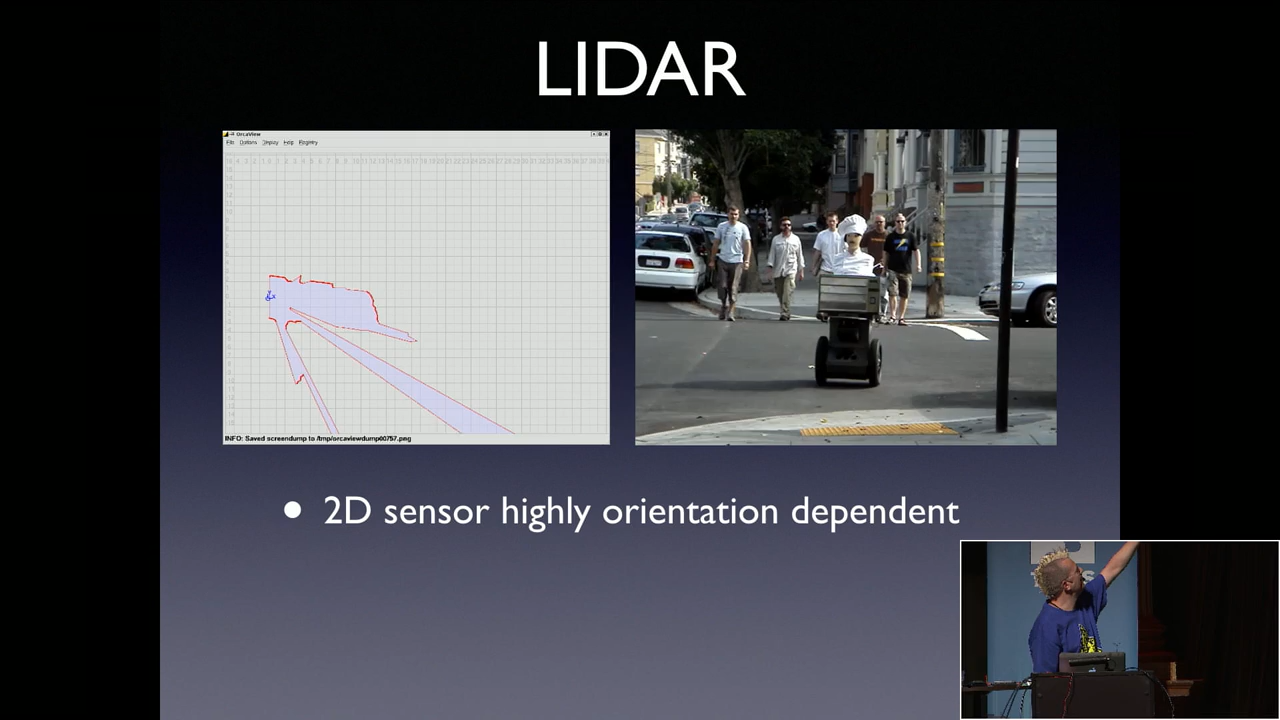 LIDAR
OrcaView
File Options Display Help Registry
INFO: Saved screendump to /tmp/orcaviewdump00757.png
• 2D sensor highly orientation dependent